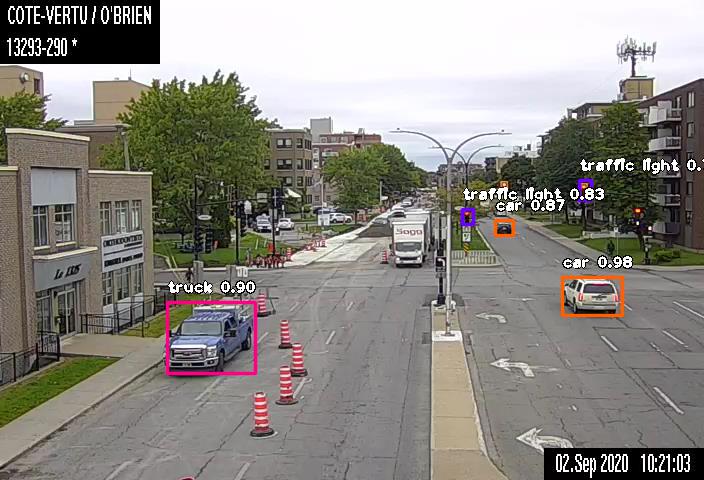 COTE-VERTU / O'BRIEN
13293-290 *
traffic light 0.
traffic light 0.83
car 0.87
car 0.98
truck 0.90
Le
02.Sep 2020 10:21:03